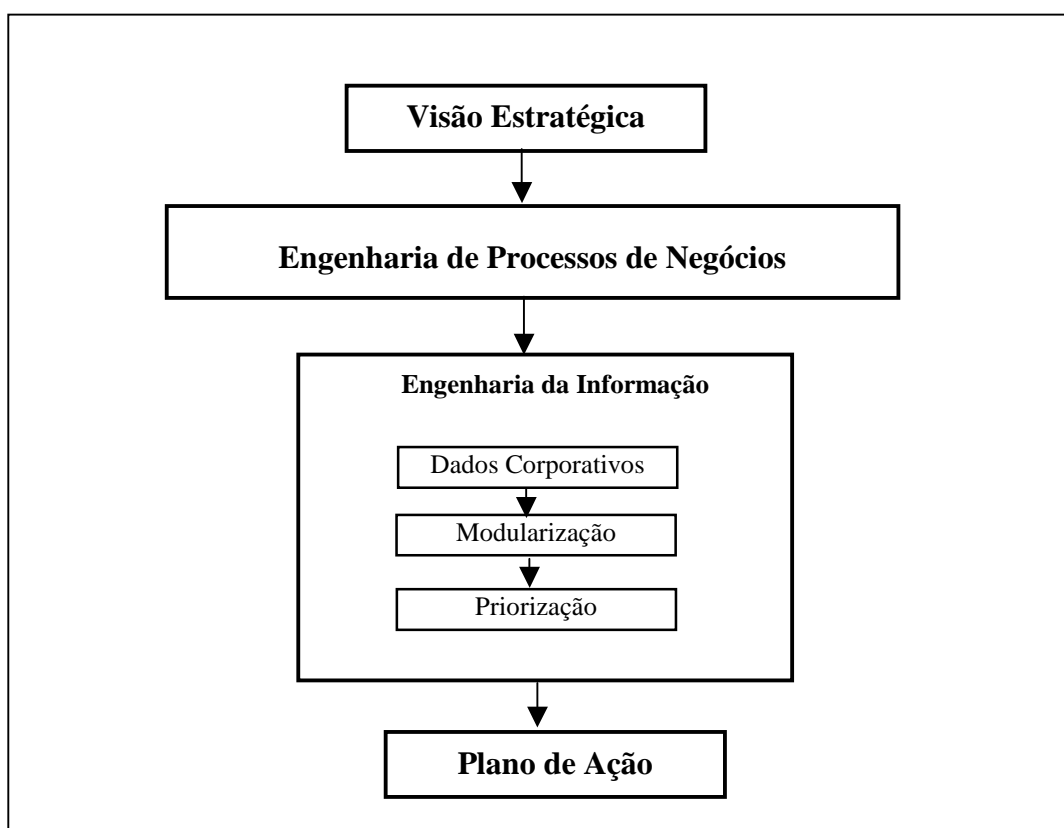 Visão Estratégica
Engenharia de Processos de Negócios
Engenharia da Informação
Dados Corporativos
Modularização
Priorização
Plano de Ação